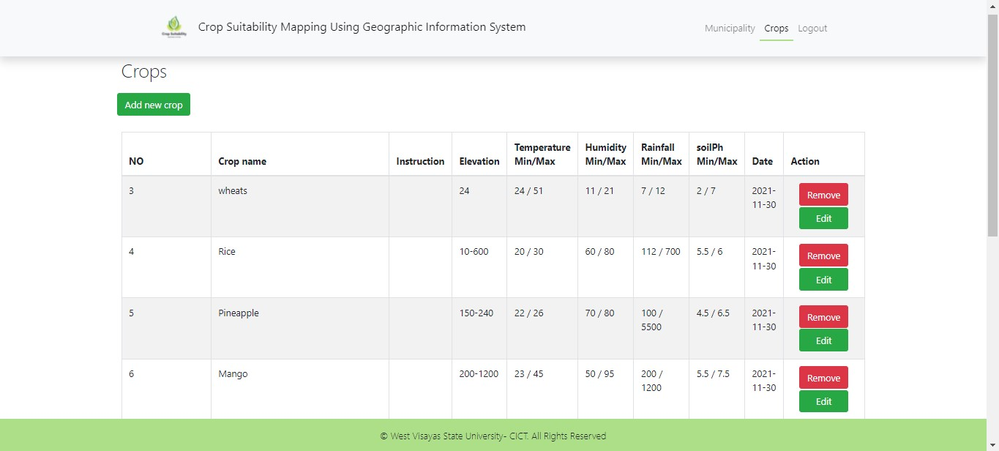 Crop Suitability
Crop Suitability Mapping Using Geographic Information System
Municipality Crops Logout
Crops
Add new crop
NO Crop name Instruction Elevation Temperature Min/Max Humidity Min/Max Rainfall Min/Max soilPh Min/Max Date Action
3 wheats 24 24 / 51 11 / 21 7 / 12 2 / 7 2021-11-30 Remove
Edit
4 Rice 10-600 20 / 30 60 / 80 112 / 700 5.5 / 6 2021-11-30 Remove
Edit
5 Pineapple 150-240 22 / 26 70 / 80 100 / 5500 4.5 / 6.5 2021-11-30 Remove
Edit
6 Mango 200-1200 23 / 45 50 / 95 200 / 1200 5.5 / 7.5 2021-11-30 Remove
Edit
© West Visayas State University- CICT. All Rights Reserved